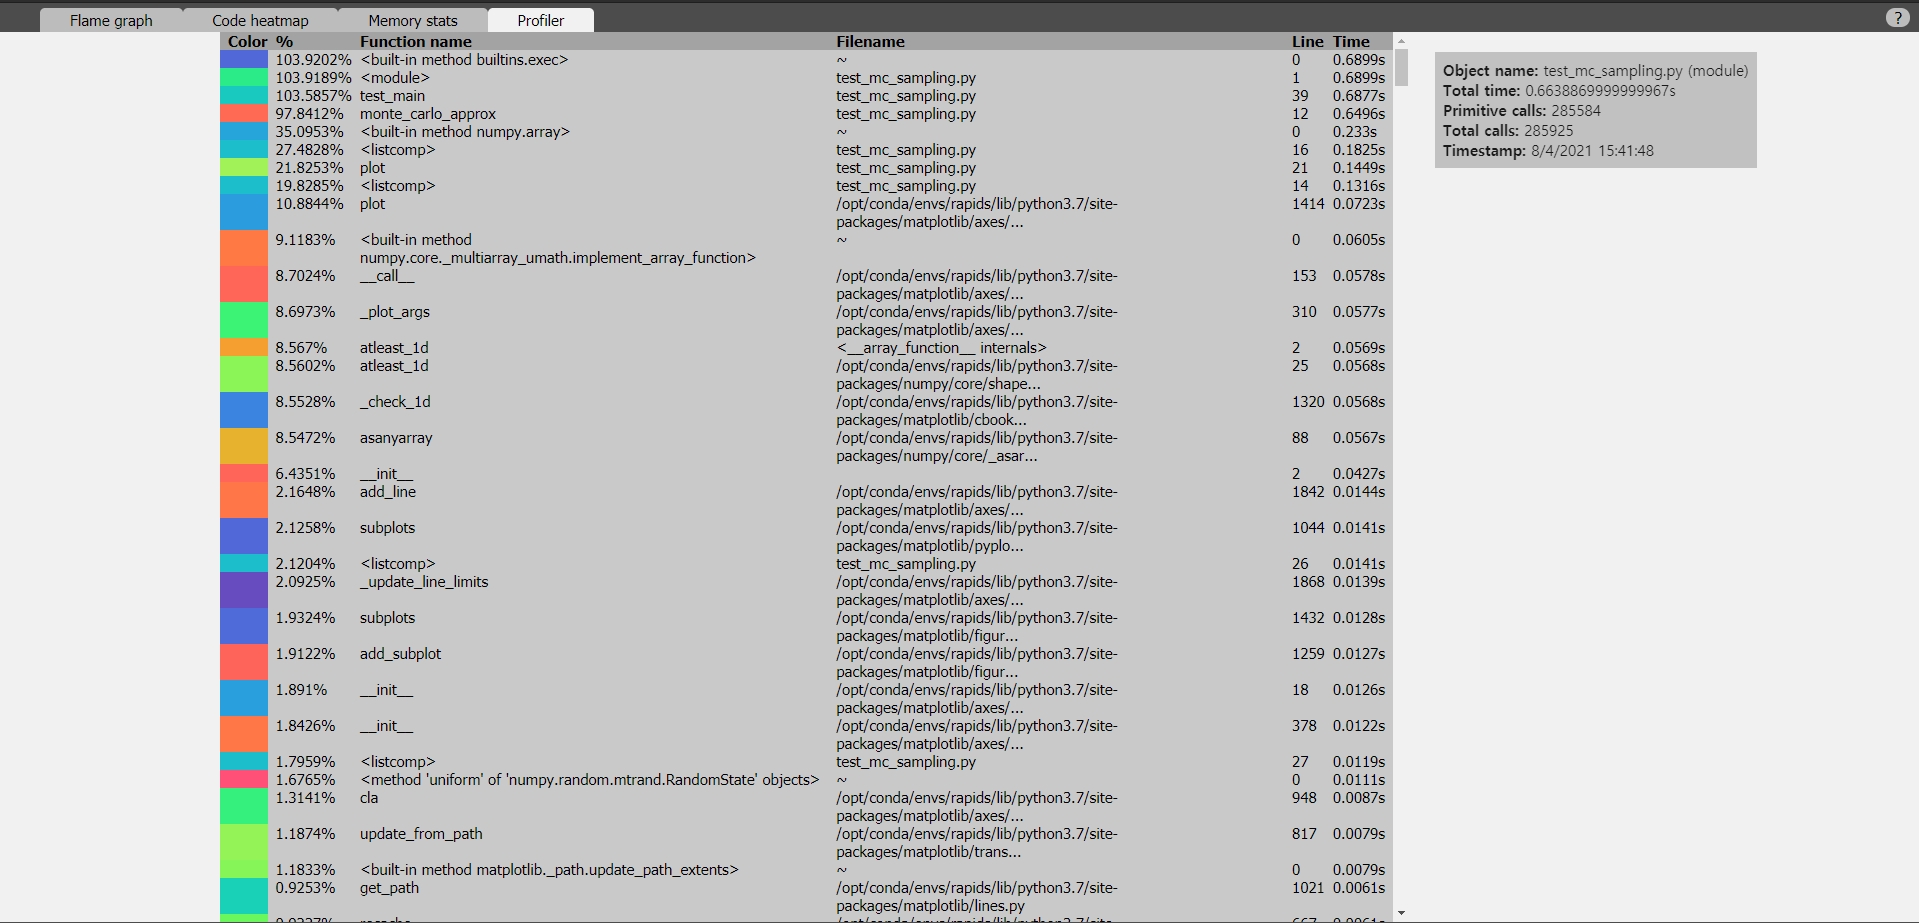 Flame graph Code heatmap Memory stats Profiler ?
Color % Function name Filename Line Time
103.9202% <built-in method builtins.exec> ~ 0 0.6899s
103.9189% <module> test_mc_sampling.py 1 0.6899s
103.5857% test_main test_mc_sampling.py 39 0.6877s
97.8412% monte_carlo_approx test_mc_sampling.py 12 0.6496s
35.0953% <built-in method numpy.array> ~ 0 0.233s
27.4828% <listcomp> test_mc_sampling.py 16 0.1825s
21.8253% plot test_mc_sampling.py 21 0.1449s
19.8285% <listcomp> test_mc_sampling.py 14 0.1316s
10.8844% plot /opt/conda/envs/rapids/lib/python3.7/site- 1414 0.0723s
packages/matplotlib/axes/...
9.1183% <built-in method ~ 0 0.0605s
numpy.core._multiarray_umath.implement_array_function>
8.7024% __call__ /opt/conda/envs/rapids/lib/python3.7/site- 153 0.0578s
packages/matplotlib/axes/...
8.6973% _plot_args /opt/conda/envs/rapids/lib/python3.7/site- 310 0.0577s
packages/matplotlib/axes/...
8.567% atleast_1d <__array_function__ internals> 2 0.0569s
8.5602% atleast_1d /opt/conda/envs/rapids/lib/python3.7/site- 25 0.0568s
packages/numpy/core/shape...
8.5528% _check_1d /opt/conda/envs/rapids/lib/python3.7/site- 1320 0.0568s
packages/matplotlib/cbook...
8.5472% asanyarray /opt/conda/envs/rapids/lib/python3.7/site- 88 0.0567s
packages/numpy/core/_asar...
6.4351% __init__ 2 0.0427s
2.1648% add_line /opt/conda/envs/rapids/lib/python3.7/site- 1842 0.0144s
packages/matplotlib/axes/...
2.1258% subplots /opt/conda/envs/rapids/lib/python3.7/site- 1044 0.0141s
packages/matplotlib/pyplo...
2.1204% <listcomp> test_mc_sampling.py 26 0.0141s
2.0925% _update_line_limits /opt/conda/envs/rapids/lib/python3.7/site- 1868 0.0139s
packages/matplotlib/axes/...
1.9324% subplots /opt/conda/envs/rapids/lib/python3.7/site- 1432 0.0128s
packages/matplotlib/figur...
1.9122% add_subplot /opt/conda/envs/rapids/lib/python3.7/site- 1259 0.0127s
packages/matplotlib/figur...
1.891% __init__ /opt/conda/envs/rapids/lib/python3.7/site- 18 0.0126s
packages/matplotlib/axes/...
1.8426% __init__ /opt/conda/envs/rapids/lib/python3.7/site- 378 0.0122s
packages/matplotlib/axes/...
1.7959% <listcomp> test_mc_sampling.py 27 0.0119s
1.6765% <method 'uniform' of 'numpy.random.mtrand.RandomState' objects> ~ 0 0.0111s
1.3141% cla /opt/conda/envs/rapids/lib/python3.7/site- 948 0.0087s
packages/matplotlib/axes/...
1.1874% update_from_path /opt/conda/envs/rapids/lib/python3.7/site- 817 0.0079s
packages/matplotlib/trans...
1.1833% <built-in method matplotlib._path.update_path_extents> ~ 0 0.0079s
0.9253% get_path /opt/conda/envs/rapids/lib/python3.7/site- 1021 0.0061s
packages/matplotlib/lines.py
Object name: test_mc_sampling.py (module)
Total time: 0.6638869999999967s
Primitive calls: 285584
Total calls: 285925
Timestamp: 8/4/2021 15:41:48